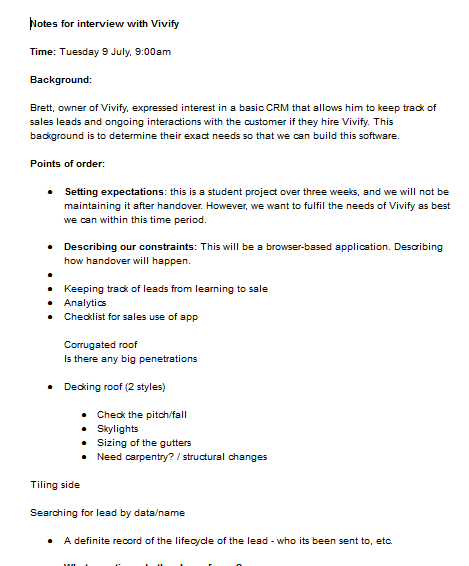 Notes for interview with Vivify
Time: Tuesday 9 July, 9:00am
Background:
Brett, owner of Vivify, expressed interest in a basic CRM that allows him to keep track of
sales leads and ongoing interactions with the customer if they hire Vivify. This
background is to determine their exact needs so that we can build this software.
Points of order:
• Setting expectations: this is a student project over three weeks, and we will not be
maintaining it after handover. However, we want to fulfil the needs of Vivify as best
we can within this time period.
• Describing our constraints: This will be a browser-based application. Describing
how handover will happen.
•
• Keeping track of leads from learning to sale
• Analytics
• Checklist for sales use of app
Corrugated roof
Is there any big penetrations
• Decking roof (2 styles)
• Check the pitch/fall
• Skylights
• Sizing of the gutters
• Need carpentry? / structural changes
Tiling side
Searching for lead by data/name
• A definite record of the lifecycle of the lead - who its been sent to, etc.